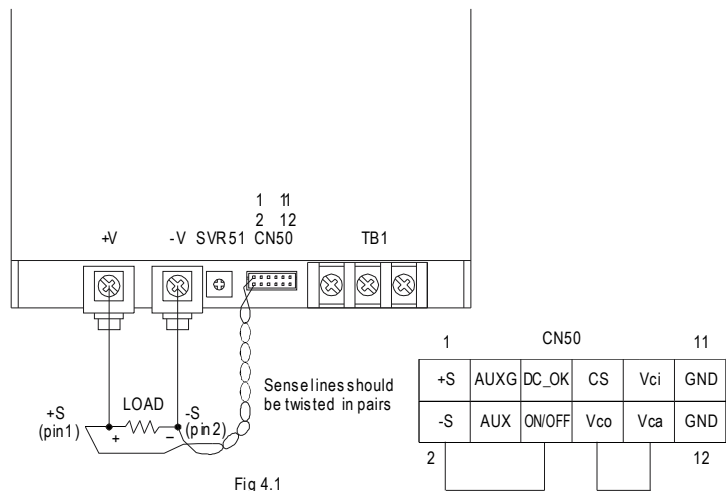 1 11
2 12
+V -V SVR51 CN50 TB1
Sense lines should
be twisted in pairs
+S
(pin1)
LOAD
-S
(pin2)
+ −
Fig 4.1
1 CN50 11
+S AUXG DC_OK CS Vci GND
-S AUX ON/OFF Vco Vca GND
2 12